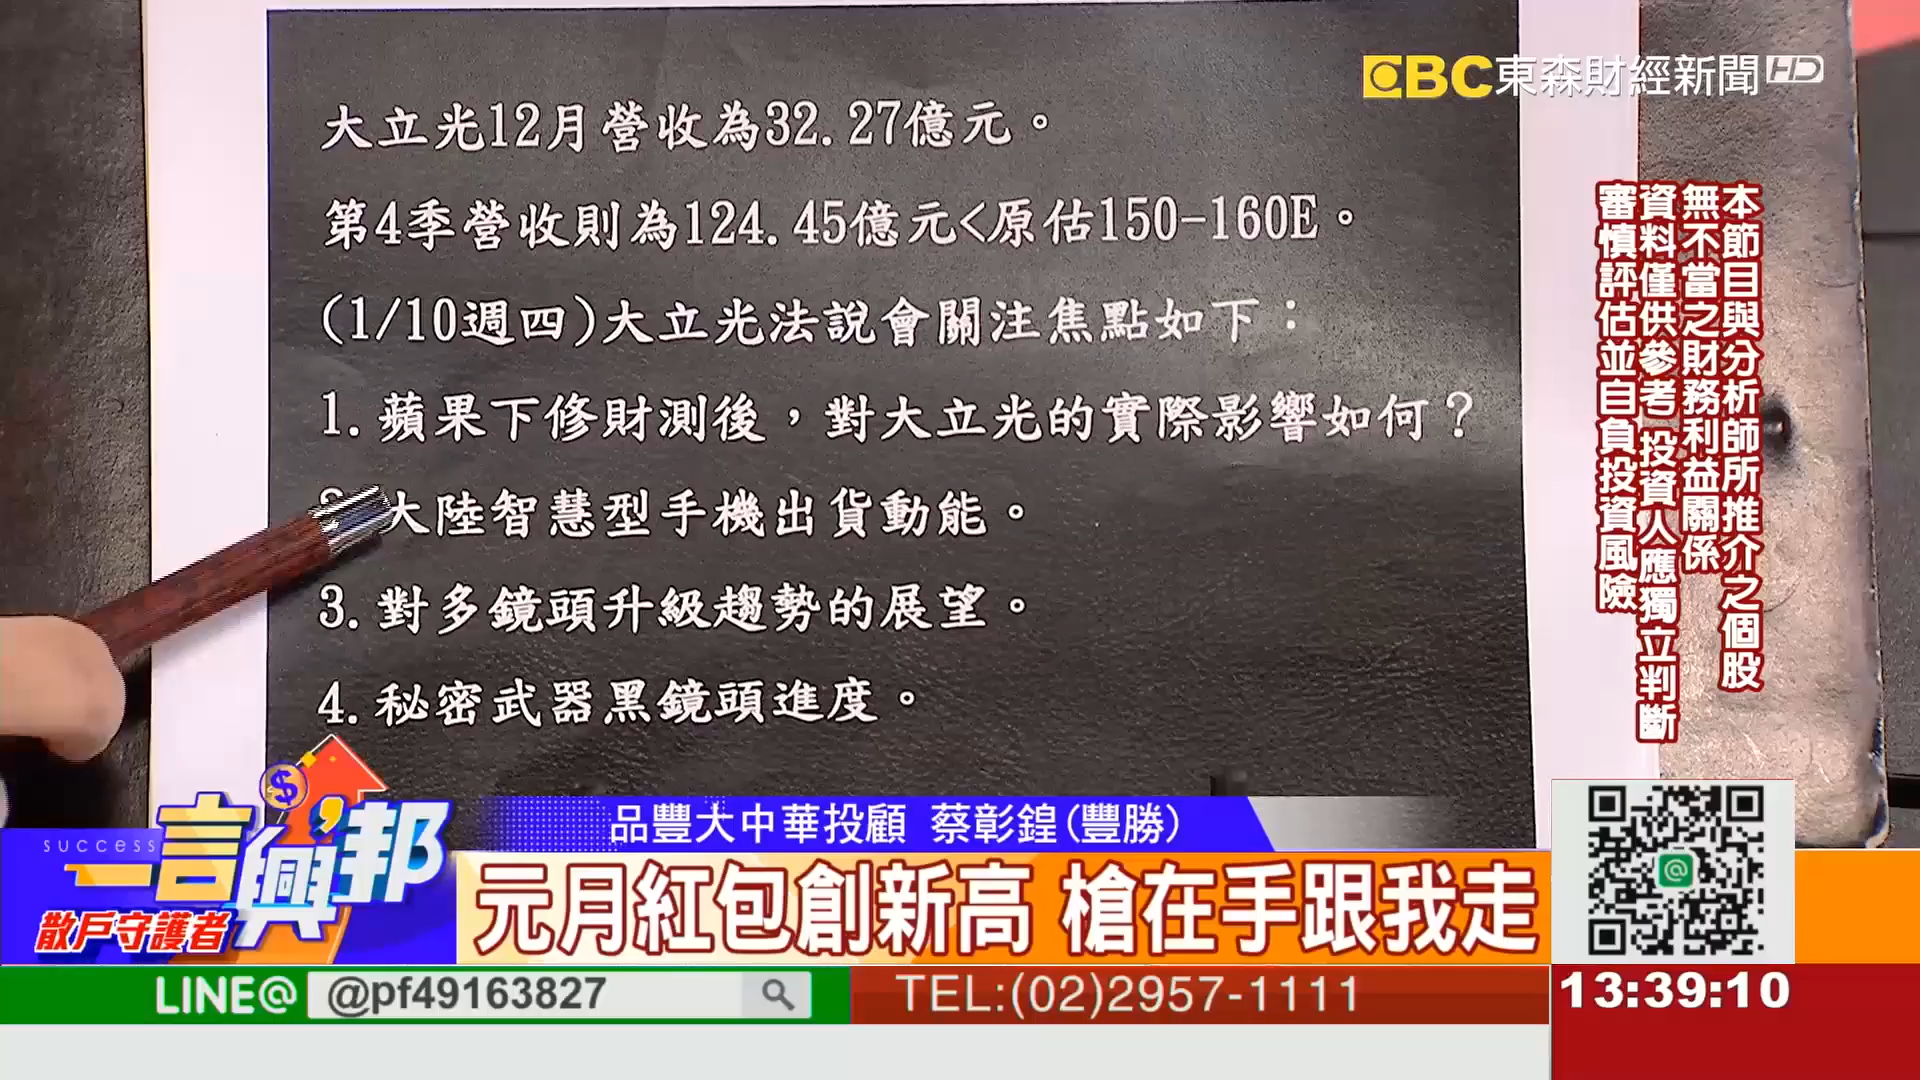 EBC東森財經新聞HD
大立光12月營收為32.27億元。
第4季營收則為124.45億元<原估150-160E。
(1/10週四)大立光法說會關注焦點如下：
1.蘋果下修財測後，對大立光的實際影響如何？
大陸智慧型手機出貨動能。
3.對多鏡頭升級趨勢的展望。
4.秘密武器黑鏡頭進度。
本節目與分析師所推介之個股
無不當之財務利益關係
資料僅供參考 投資人應獨立判斷
審慎評估並自負投資風險
success
一言興邦
散戶守護者
品豐大中華投顧 蔡彰鍠(豐勝)
元月紅包創新高 槍在手跟我走
LINE@ @pf49163827
TEL:(02)2957-1111
13:39:10